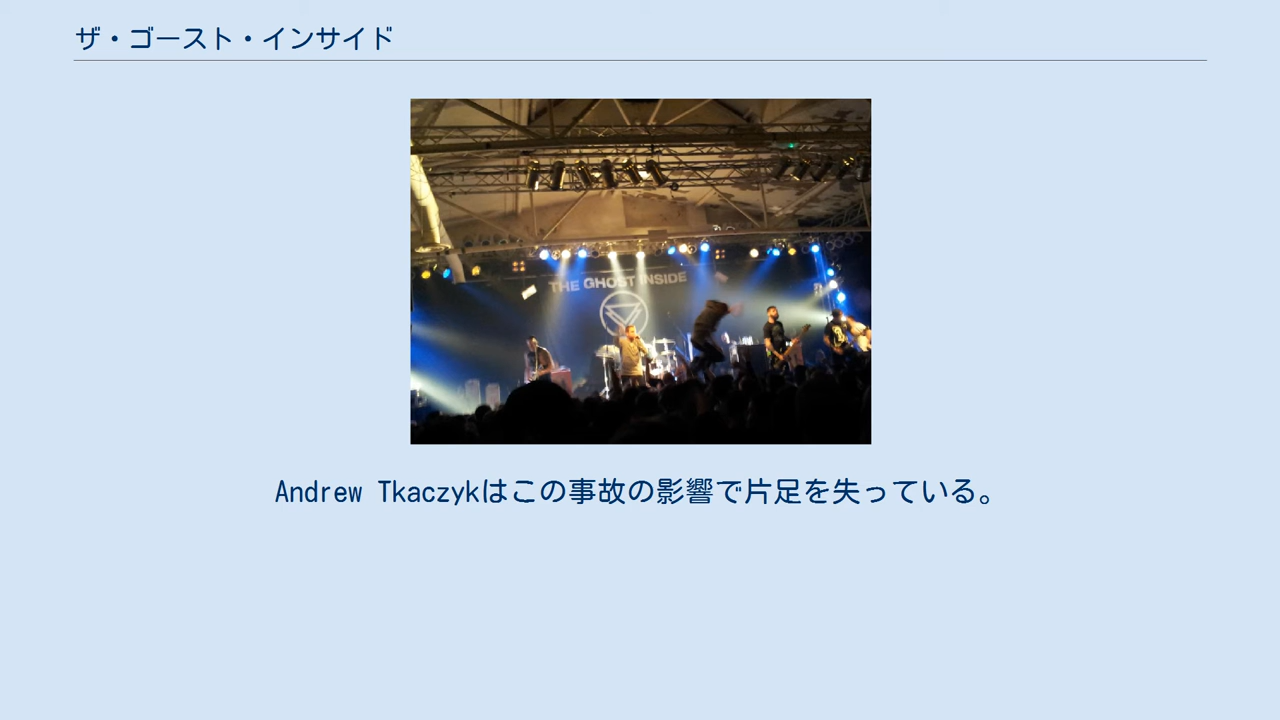 ザ・ゴースト・インサイド
THE GHOST INSIDE
Andrew Tkaczykはこの事故の影響で片足を失っている。